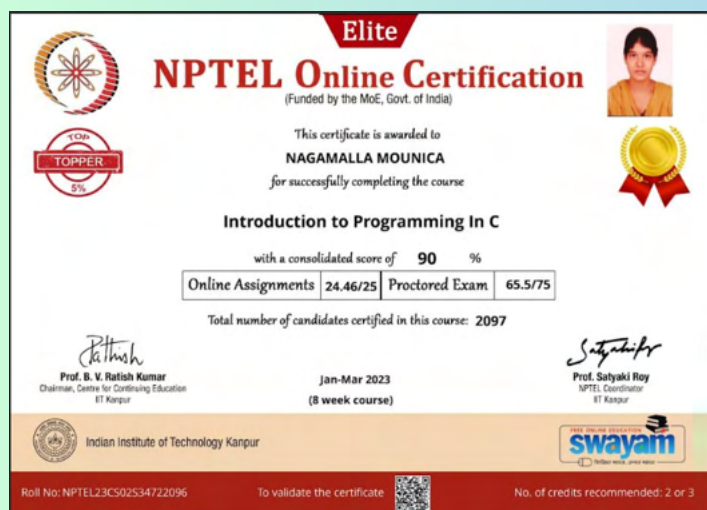 Elite
NPTEL Online Certification
(Funded by the MoE, Govt. of India)
TOP
TOPPER
5%
This certificate is awarded to
NAGAMALLA MOUNICA
for successfully completing the course
Introduction to Programming In C
with a consolidated score of 90 %
Online Assignments 24.46/25 Proctored Exam 65.5/75
Total number of candidates certified in this course: 2097
Prof. B. V. Ratish Kumar
Chairman, Centre for Continuing Education
IIT Kanpur
Jan-Mar 2023
(8 week course)
Prof. Satyaki Roy
NPTEL Coordinator
IIT Kanpur
Indian Institute of Technology Kanpur
FREE ONLINE EDUCATION
swayam
Roll No: NPTEL23CS02S34722096
To validate the certificate
No. of credits recommended: 2 or 3